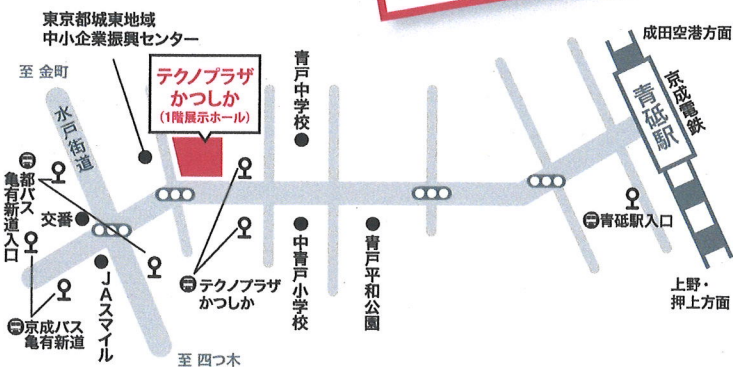 東京都城東地域
中小企業振興センター
至 金町
水戸街道
テクノプラザ
かつしか
(1階展示ホール)
青戸中学校
成田空港方面
京成電鉄
青砥駅
都バス
亀有新道入口
交番
テクノプラザ
かつしか
中青戸小学校
青戸平和公園
青砥駅入口
上野・
押上方面
京成バス
亀有新道
JAスマイル
至 四つ木